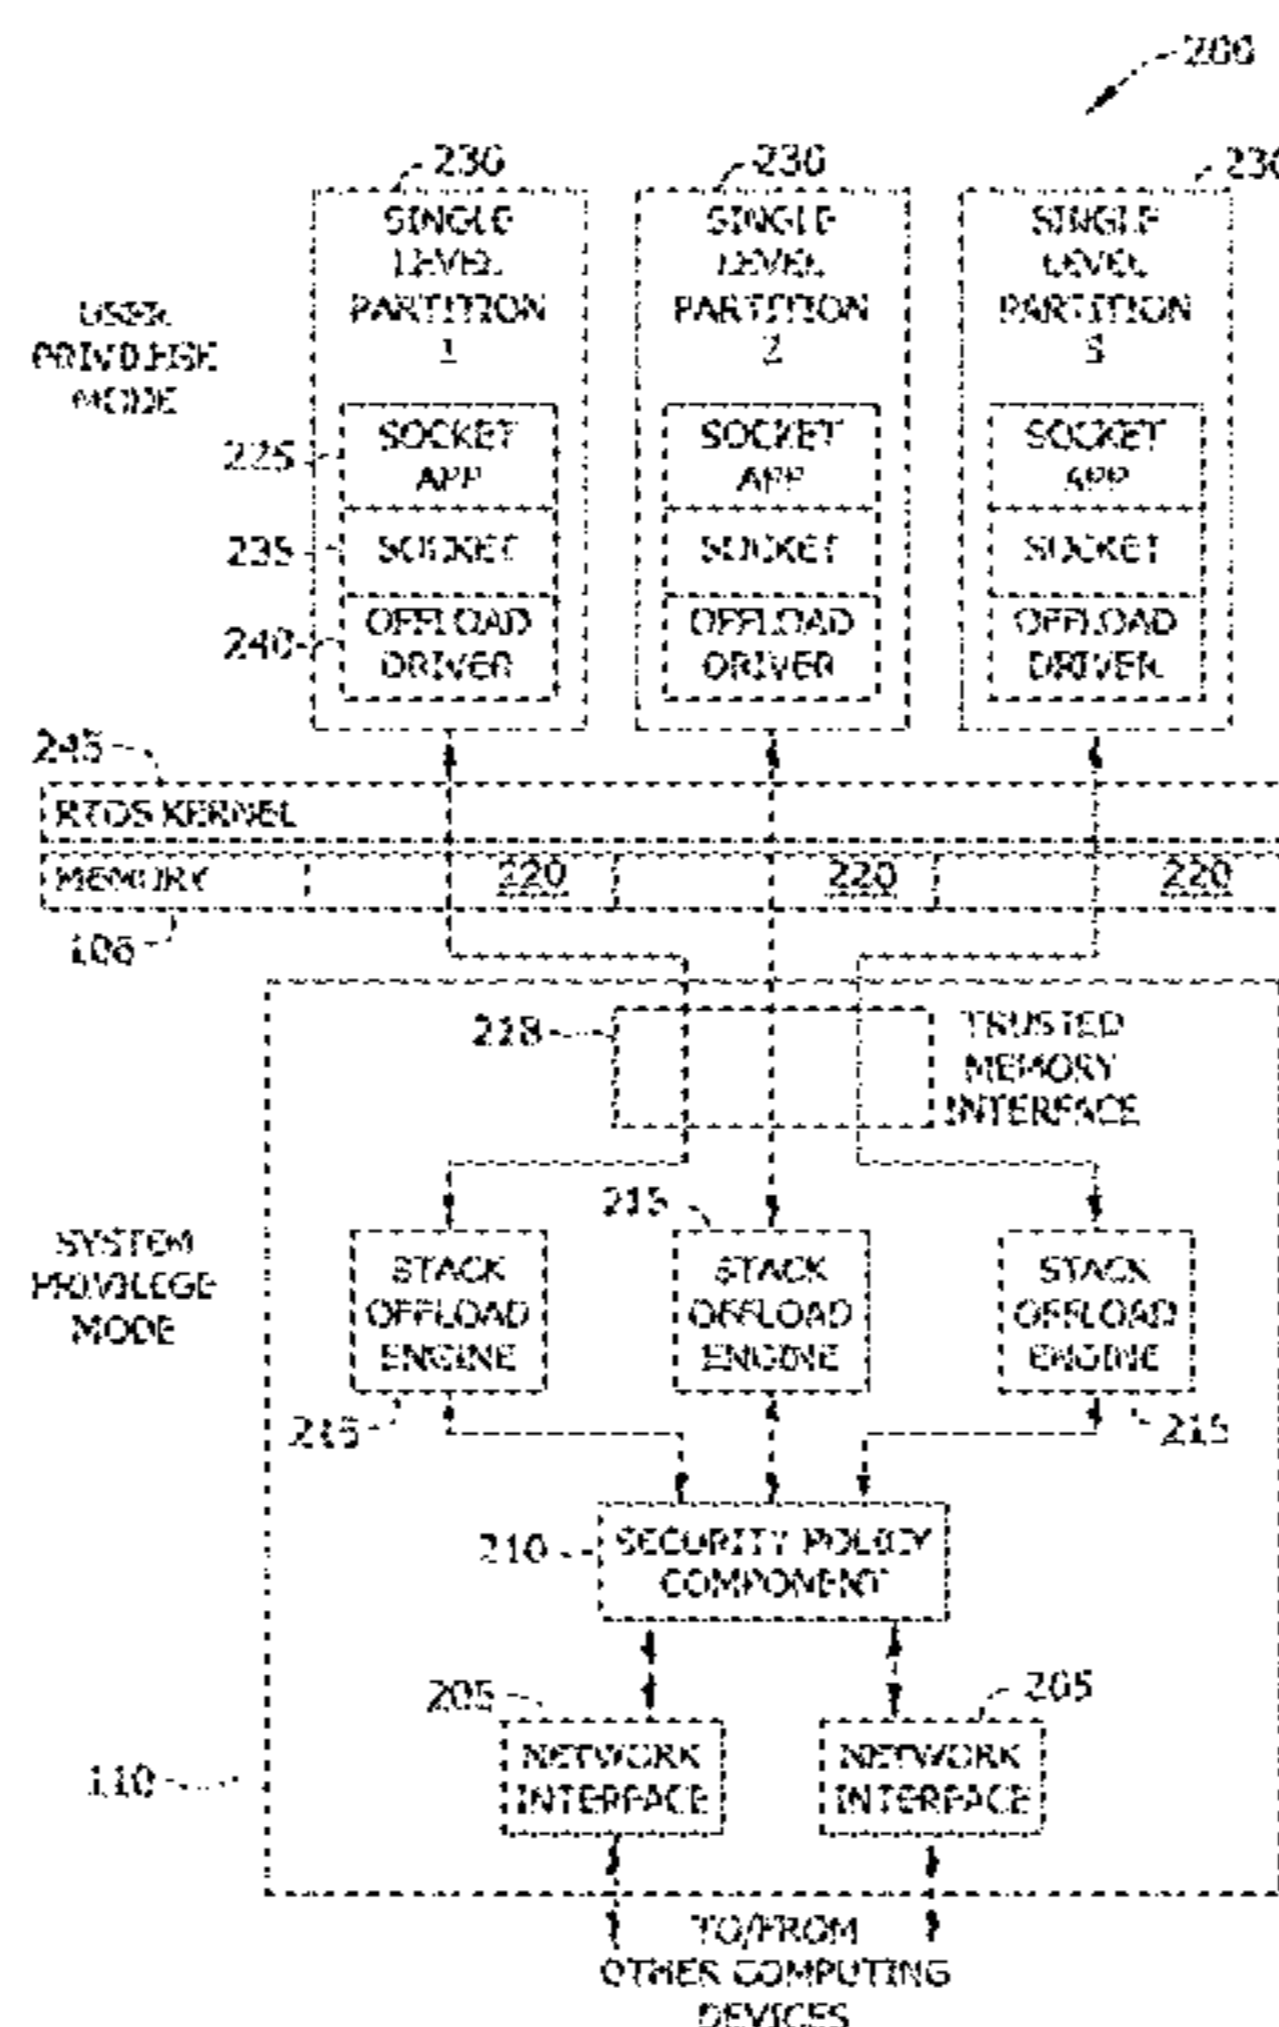 200
230
230
230
SINGLE
LEVEL
PARTITION
1
SINGLE
LEVEL
PARTITION
2
SINGLE
LEVEL
PARTITION
USER
PRIVILEGE
MODE
225
SOCKET
APP
SOCKET
APP
SOCKET
APP
235
SOCKET
SOCKET
SOCKET
240
OFFLOAD
DRIVER
OFFLOAD
DRIVER
OFFLOAD
DRIVER
245
RTOS KERNEL
MEMORY
220
220
220
106
218
TRUSTED
MEMORY
INTERFACE
SYSTEM
PRIVILEGE
MODE
215
STACK
OFFLOAD
ENGINE
STACK
OFFLOAD
ENGINE
STACK
OFFLOAD
ENGINE
215
215
210
SECURITY POLICY
COMPONENT
205
205
NETWORK
INTERFACE
NETWORK
INTERFACE
110
TO/FROM
OTHER COMPUTING
DEVICES